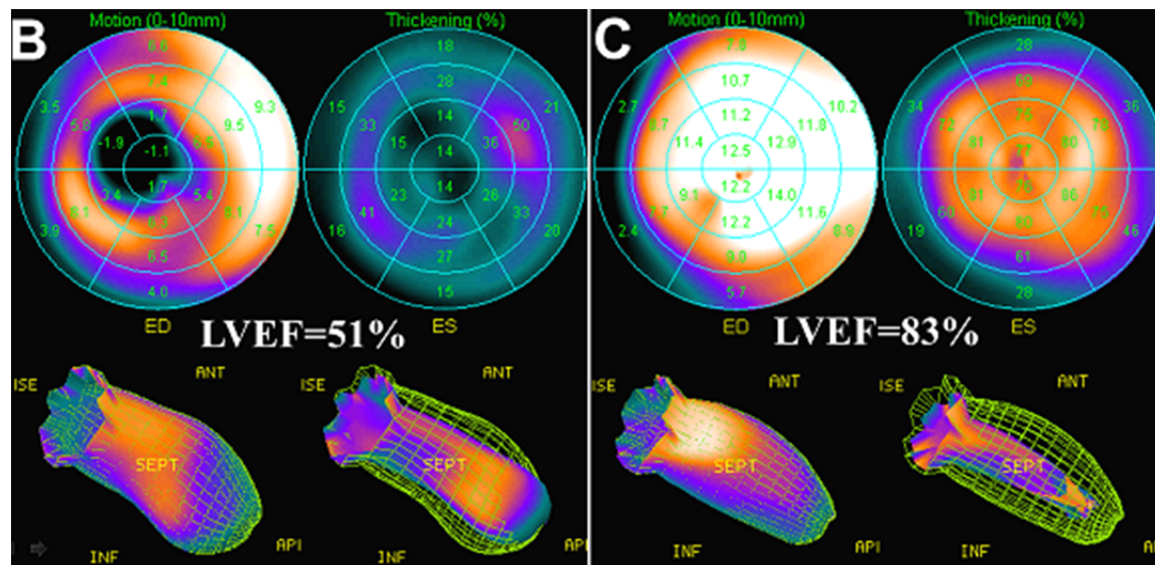 B
Motion (0-10mm)
6.6
7.4
3.5 9.3
5.8 1.7 9.5
-1.9
-1.1
1.7
3.4 5.4
8.1 6.3 8.1
3.9 6.5 7.5
4.0
ED
Thickening (%)
18
28
15 21
33 14 50
15 36
14
14
23 26
41 24 33
16 27 20
15
ES
LVEF=51%
ISE ANT
SEPT
INF API
ANT
SEPT
INF API
C
Motion (0-10mm)
7.8
10.7
2.7 10.2
8.7 11.2 11.8
11.4 12.9
12.5
12.2
9.1 14.0
7.7 12.2 11.6
2.4 9.0 8.9
5.7
ED
Thickening (%)
28
69
34 36
72 78
81 80
77
76
81 86
60 80 75
19 61 46
28
ES
LVEF=83%
ISE ANT
SEPT
INF API
ISE ANT
SEPT
INF